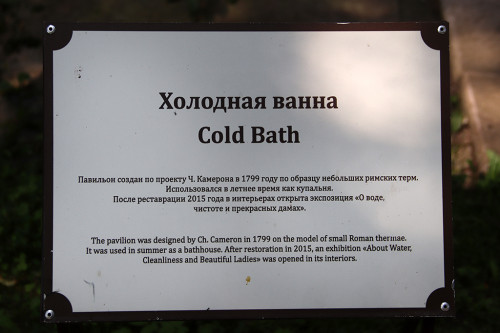 Холодная ванна
Cold Bath
Павильон создан по проекту Ч. Камерона в 1799 году по образцу небольших римских терм.
Использовался в летнее время как купальня.
После реставрации 2015 года в интерьерах открыта экспозиция «О воде,
чистоте и прекрасных дамах».
The pavilion was designed by Ch. Cameron in 1799 on the model of small Roman thermae.
It was used in summer as a bathhouse. After restoration in 2015, an exhibition «About Water,
Cleanliness and Beautiful Ladies» was opened in its interiors.